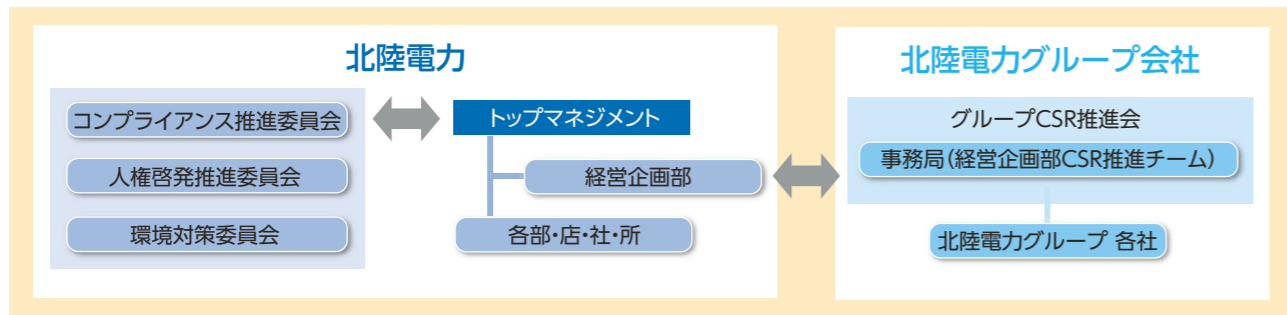 北陸電力
コンプライアンス推進委員会
人権啓発推進委員会
環境対策委員会
トップマネジメント
経営企画部
各部・店・社・所
北陸電力グループ会社
グループCSR推進会
事務局(経営企画部CSR推進チーム)
北陸電力グループ 各社